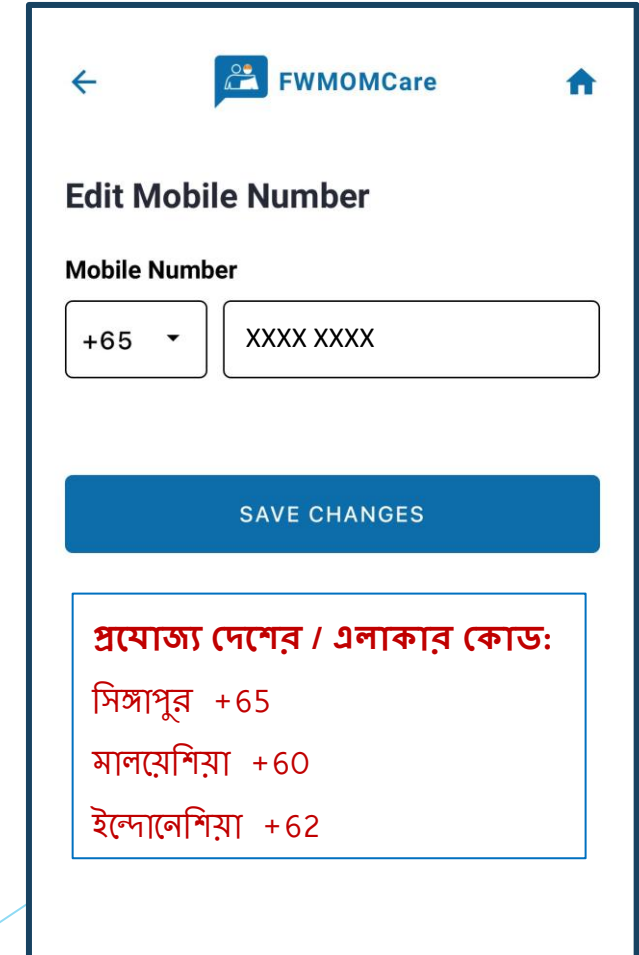 FWMOMCare
Edit Mobile Number
Mobile Number
+65 XXXX XXXX
SAVE CHANGES
প্রযোজ্য দেশের / এলাকার কোড:
সিঙ্গাপুর +65
মালয়েশিয়া +60
ইন্দোনেশিয়া +62